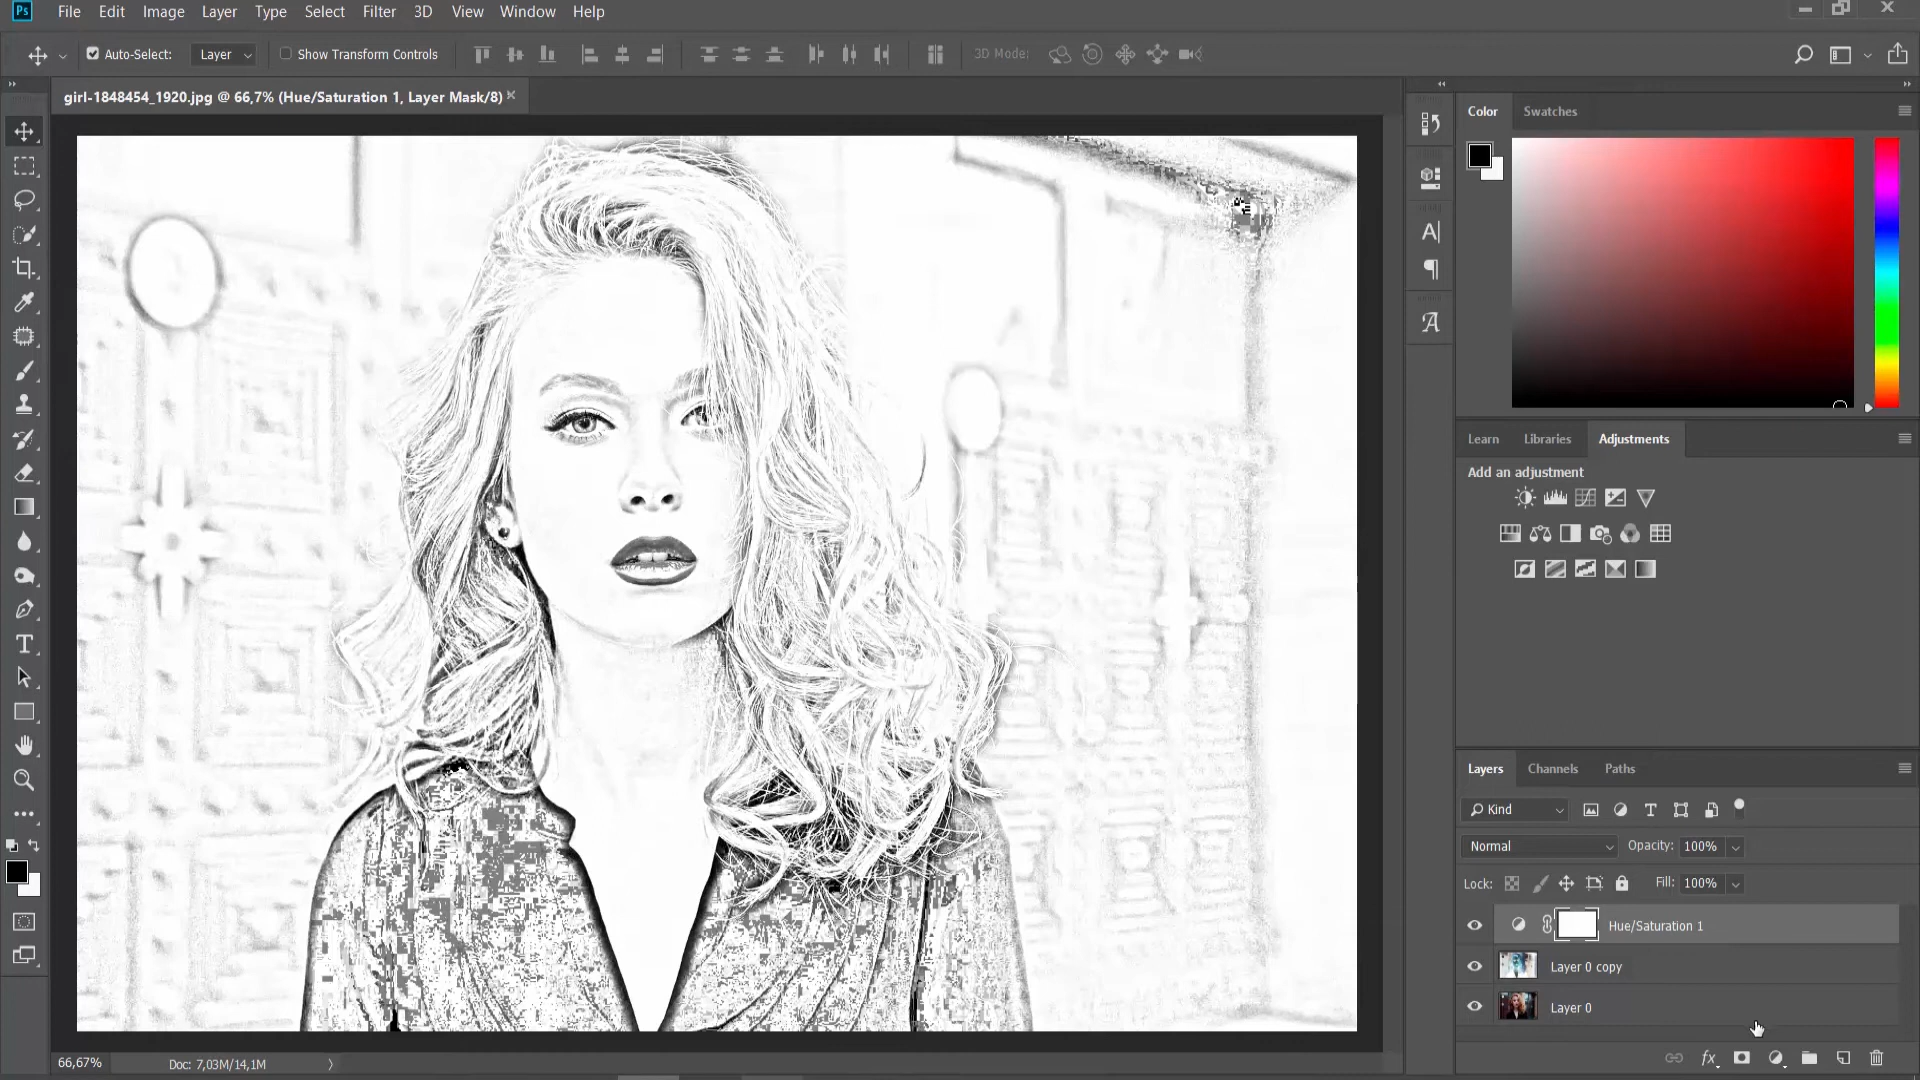 Ps File Edit Image Layer Type Select Filter 3D View Window Help
Auto-Select: Layer Show Transform Controls 3D Mode:
girl-1848454_1920.jpg @ 66,7% (Hue/Saturation 1, Layer Mask/8)
Color Swatches
Learn Libraries Adjustments
Add an adjustment
Layers Channels Paths
Kind
Normal Opacity: 100%
Lock: Fill: 100%
Hue/Saturation 1
Layer 0 copy
Layer 0
fx
66,67% Doc: 7,03M/14,1M